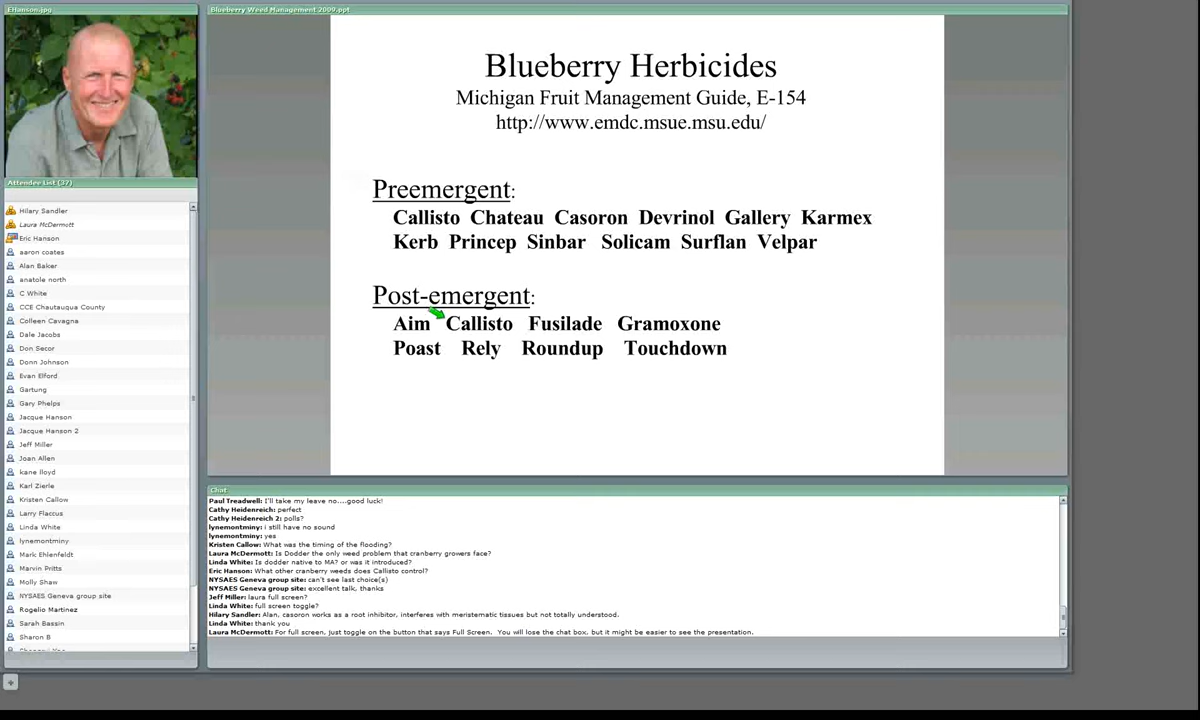 EHanson.jpg
Attendee List (37)
Hilary Sandler
Laura McDermott
Eric Hanson
aaron coates
Alan Baker
anatole north
C White
CCE Chautauqua County
Colleen Cavagna
Dale Jacobs
Don Secor
Donn Johnson
Evan Elford
Gartung
Gary Phelps
Jacque Hanson
Jacque Hanson 2
Jeff Miller
Joan Allen
kane lloyd
Karl Zierle
Kristen Callow
Larry Flaccus
Linda White
lynemontminy
Mark Ehlenfeldt
Marvin Pritts
Molly Shaw
NYSAES Geneva group site
Rogelio Martinez
Sarah Bassin
Sharon B
Blueberry Weed Management 2009.ppt
Blueberry Herbicides
Michigan Fruit Management Guide, E-154
http://www.emdc.msue.msu.edu/
Preemergent:
Callisto Chateau Casoron Devrinol Gallery Karmex
Kerb Princep Sinbar Solicam Surflan Velpar
Post-emergent:
Aim Callisto Fusilade Gramoxone
Poast Rely Roundup Touchdown
Chat
Paul Treadwell: I'll take my leave no....good luck!
Cathy Heidenreich: perfect
Cathy Heidenreich 2: polls?
lynemontminy: i still have no sound
lynemontminy: yes
Kristen Callow: What was the timing of the flooding?
Laura McDermott: Is Dodder the only weed problem that cranberry growers face?
Linda White: Is dodder native to MA? or was it introduced?
Eric Hanson: What other cranberry weeds does Callisto control?
NYSAES Geneva group site: can't see last choice(s)
NYSAES Geneva group site: excellent talk, thanks
Jeff Miller: laura full screen?
Linda White: full screen toggle?
Hilary Sandler: Alan, casoron works as a root inhibitor, interferes with meristematic tissues but not totally understood.
Linda White: thank you
Laura McDermott: For full screen, just toggle on the button that says Full Screen. You will lose the chat box, but it might be easier to see the presentation.